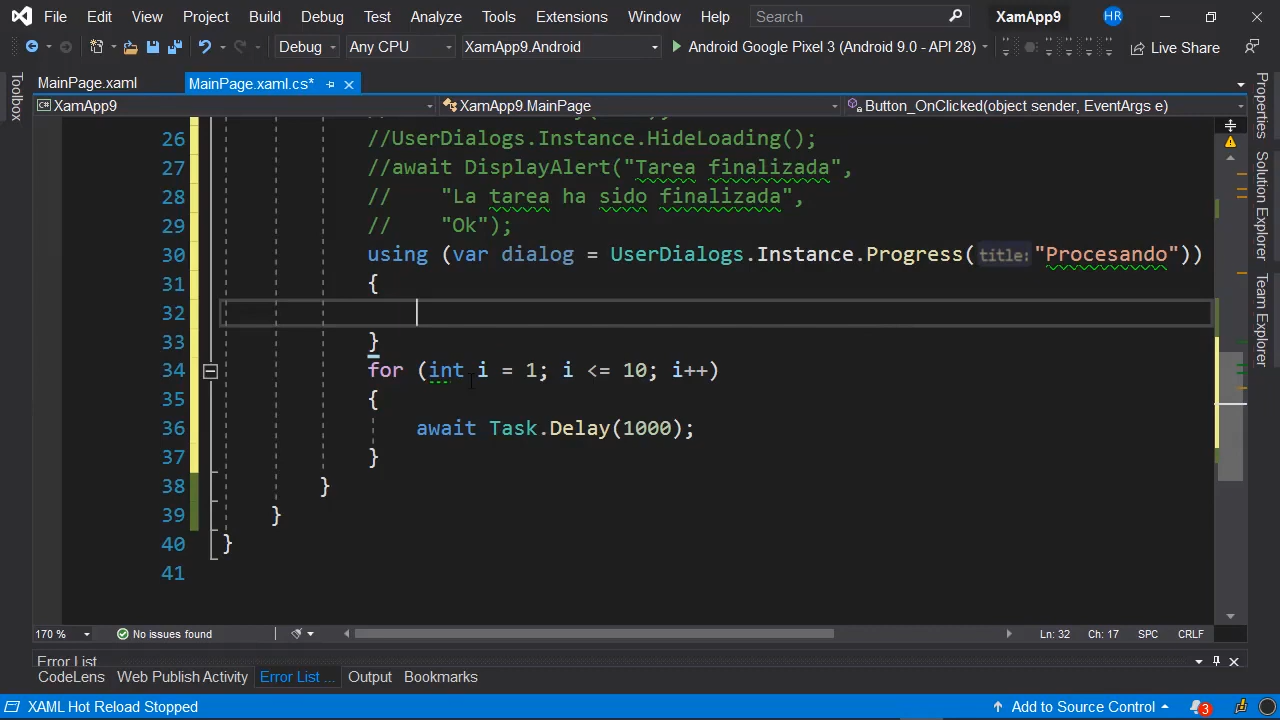 File Edit View Project Build Debug Test Analyze Tools Extensions Window Help Search XamApp9 HR
Debug Any CPU XamApp9.Android Android Google Pixel 3 (Android 9.0 - API 28) Live Share
MainPage.xaml MainPage.xaml.cs*
XamApp9 XamApp9.MainPage Button_OnClicked(object sender, EventArgs e)
Toolbox
Properties
Solution Explorer
Team Explorer
26 //UserDialogs.Instance.HideLoading();
27 //await DisplayAlert("Tarea finalizada",
28 // "La tarea ha sido finalizada",
29 // "Ok");
30 using (var dialog = UserDialogs.Instance.Progress(title: "Procesando"))
31 {
32
33 }
34 for (int i = 1; i <= 10; i++)
35 {
36 await Task.Delay(1000);
37 }
38 }
39 }
40 }
41
170 % No issues found Ln: 32 Ch: 17 SPC CRLF
Error List
CodeLens Web Publish Activity Error List ... Output Bookmarks
XAML Hot Reload Stopped Add to Source Control 3